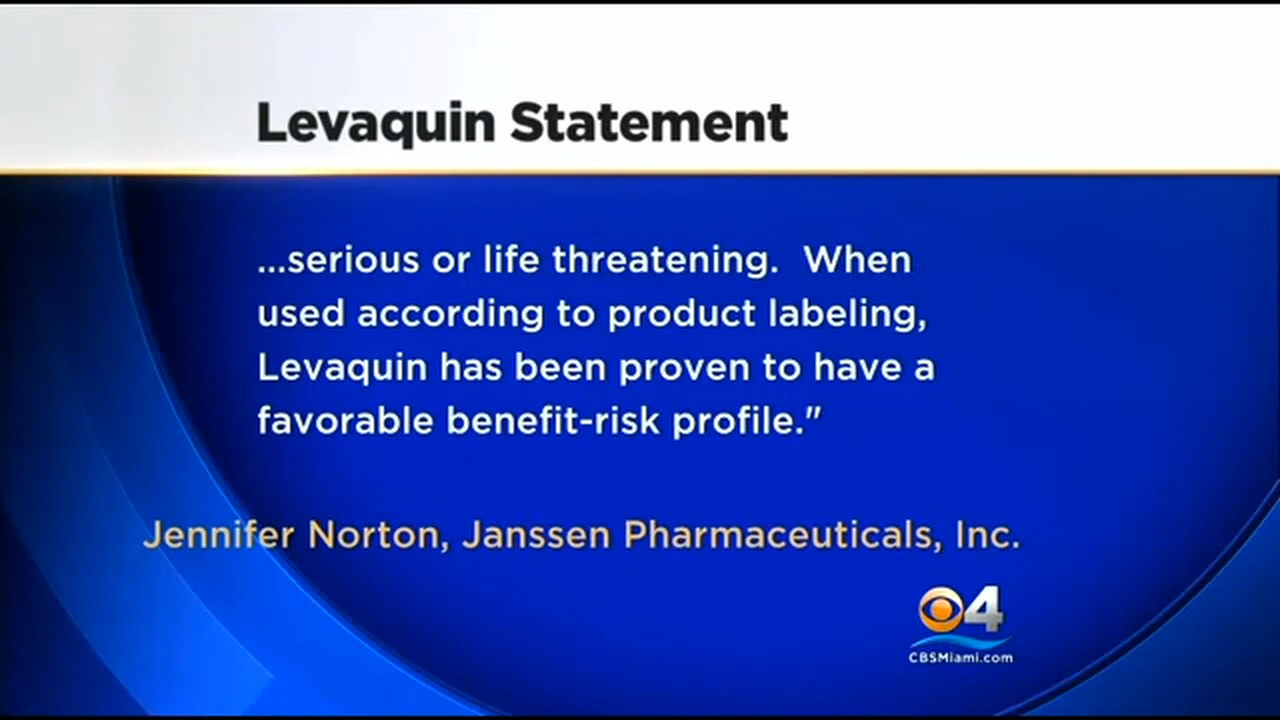 Levaquin Statement
...serious or life threatening.  When
used according to product labeling,
Levaquin has been proven to have a
favorable benefit-risk profile."
Jennifer Norton, Janssen Pharmaceuticals, Inc.
4
CBSMiami.com